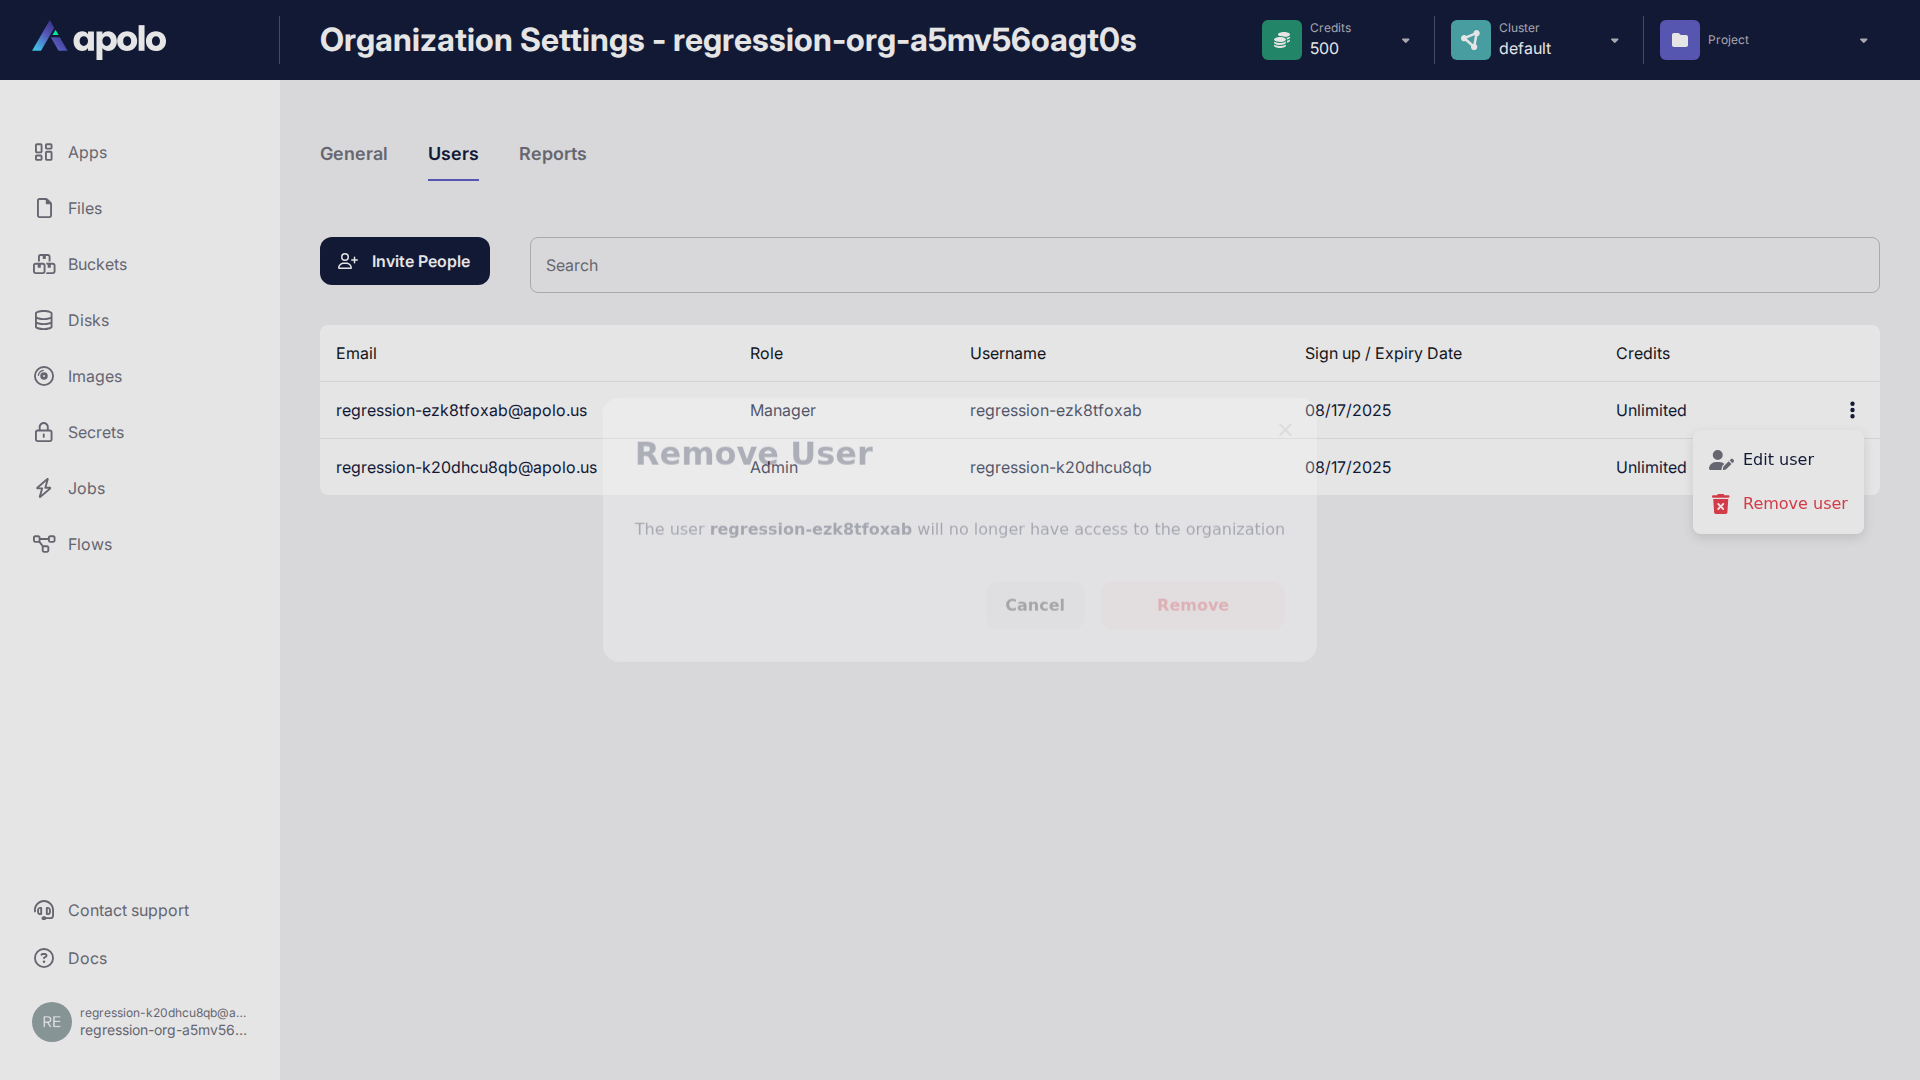 apolo
Organization Settings - regression-org-a5mv56oagt0s
Credits
500
Cluster
default
Project
Apps
Files
Buckets
Disks
Images
Secrets
Jobs
Flows
General Users Reports
Invite People
Search
Email Role Username Sign up / Expiry Date Credits
regression-ezk8tfoxab@apolo.us Manager regression-ezk8tfoxab 08/17/2025 Unlimited
regression-k20dhcu8qb@apolo.us Admin regression-k20dhcu8qb 08/17/2025 Unlimited
Edit user
Remove user
Remove User
The user regression-ezk8tfoxab will no longer have access to the organization
Cancel Remove
Contact support
Docs
RE
regression-k20dhcu8qb@a...
regression-org-a5mv56...